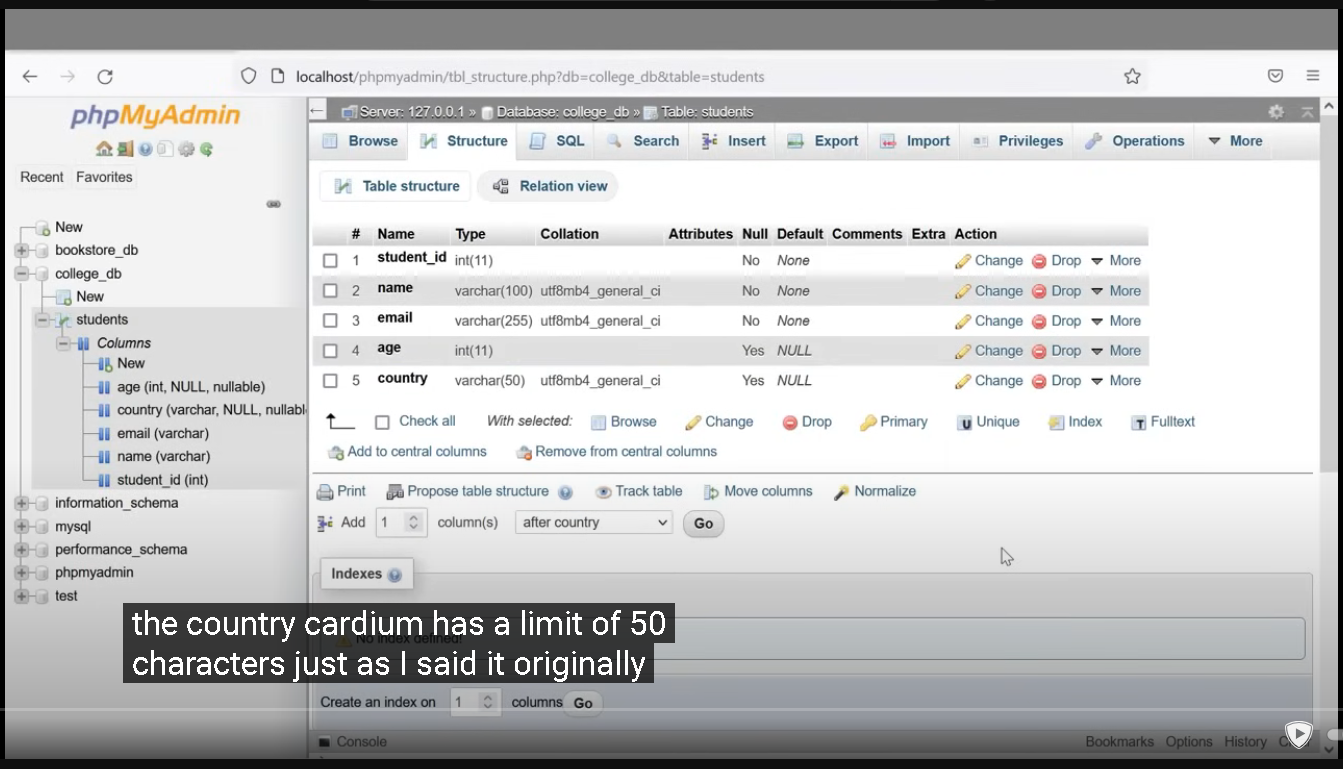 localhost/phpmyadmin/tbl_structure.php?db=college_db&table=students
phpMyAdmin
Recent Favorites
New
bookstore_db
college_db
New
students
Columns
New
age (int, NULL, nullable)
country (varchar, NULL, nullabl
email (varchar)
name (varchar)
student_id (int)
information_schema
mysql
performance_schema
phpmyadmin
test
Server: 127.0.0.1 » Database: college_db » Table: students
Browse Structure SQL Search Insert Export Import Privileges Operations More
Table structure Relation view
# Name Type Collation Attributes Null Default Comments Extra Action
1 student_id int(11) No None Change Drop More
2 name varchar(100) utf8mb4_general_ci No None Change Drop More
3 email varchar(255) utf8mb4_general_ci No None Change Drop More
4 age int(11) Yes NULL Change Drop More
5 country varchar(50) utf8mb4_general_ci Yes NULL Change Drop More
Check all With selected: Browse Change Drop Primary Unique Index Fulltext
Add to central columns Remove from central columns
Print Propose table structure Track table Move columns Normalize
Add 1 column(s) after country Go
Indexes
No index defined!
the country cardium has a limit of 50
characters just as I said it originally
Create an index on 1 columns Go
Console Bookmarks Options History